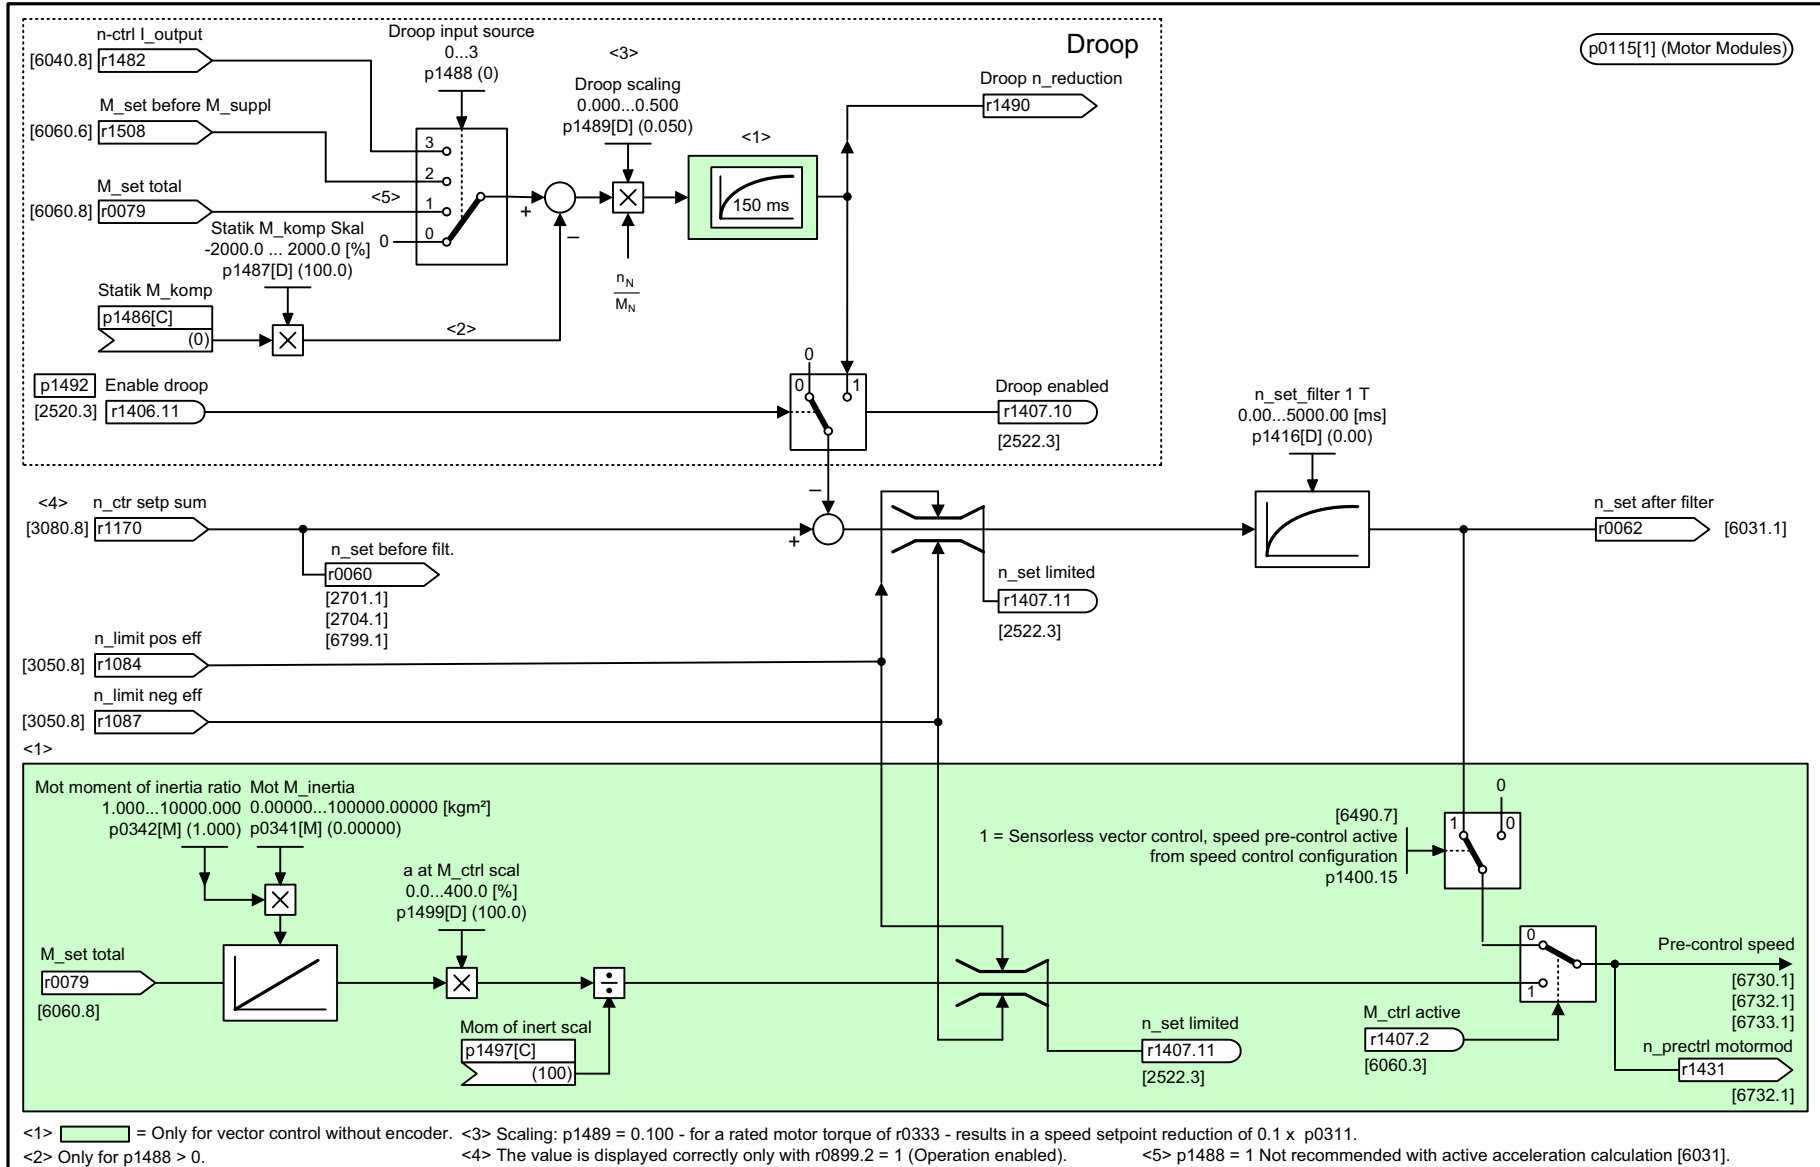 n-ctrl I_output
[6040.8] r1482
M_set before M_suppl
[6060.6] r1508
M_set total
[6060.8] r0079
Droop input source
0...3
p1488 (0)
3
2
<5>
1
0
0
Statik M_komp Skal
-2000.0 ... 2000.0 [%]
p1487[D] (100.0)
Statik M_komp
p1486[C]
(0)
<2>
+
–
<3>
Droop scaling
0.000...0.500
p1489[D] (0.050)
nN
MN
<1>
150 ms
Droop
Droop n_reduction
r1490
p0115[1] (Motor Modules)
p1492
Enable droop
[2520.3]
r1406.11
0
0
1
Droop enabled
r1407.10
[2522.3]
n_set_filter 1 T
0.00...5000.00 [ms]
p1416[D] (0.00)
<4>
n_ctr setp sum
[3080.8] r1170
–
+
n_set before filt.
r0060
[2701.1]
[2704.1]
[6799.1]
n_set limited
r1407.11
[2522.3]
n_set after filter
r0062
[6031.1]
n_limit pos eff
[3050.8] r1084
n_limit neg eff
[3050.8] r1087
<1>
Mot moment of inertia ratio
1.000...10000.000
p0342[M] (1.000)
Mot M_inertia
0.00000...100000.00000 [kgm²]
p0341[M] (0.00000)
a at M_ctrl scal
0.0...400.0 [%]
p1499[D] (100.0)
M_set total
r0079
[6060.8]
Mom of inert scal
p1497[C]
(100)
n_set limited
r1407.11
[2522.3]
[6490.7]
1 = Sensorless vector control, speed pre-control active
from speed control configuration
p1400.15
0
1
0
0
1
M_ctrl active
r1407.2
[6060.3]
Pre-control speed
[6730.1]
[6732.1]
[6733.1]
n_prectrl motormod
r1431
[6732.1]
<1> = Only for vector control without encoder.
<2> Only for p1488 > 0.
<3> Scaling: p1489 = 0.100 - for a rated motor torque of r0333 - results in a speed setpoint reduction of 0.1 x p0311.
<4> The value is displayed correctly only with r0899.2 = 1 (Operation enabled).
<5> p1488 = 1 Not recommended with active acceleration calculation [6031].